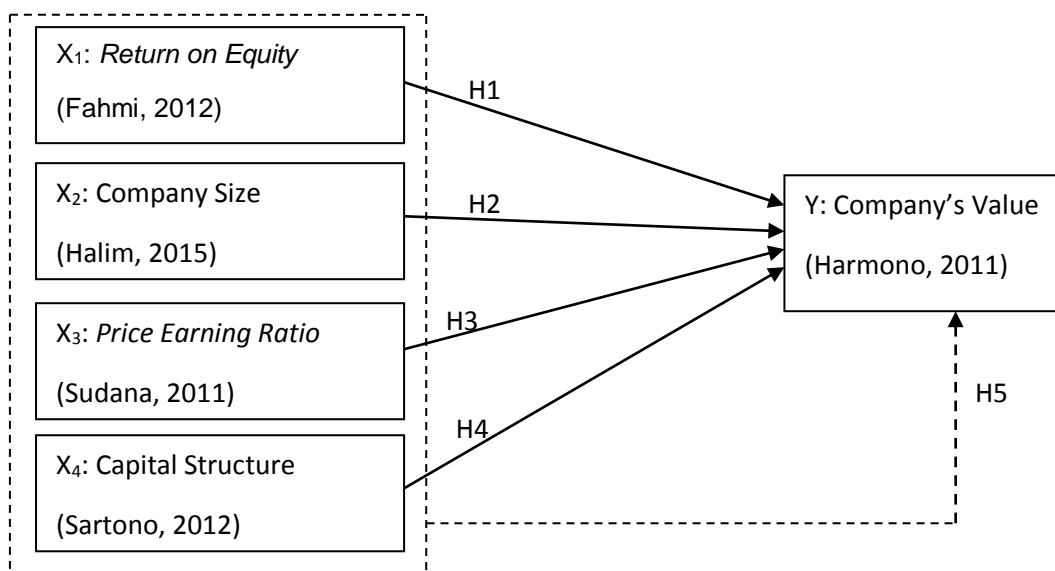 X₁: Return on Equity
(Fahmi, 2012)
H1
X₂: Company Size
(Halim, 2015)
H2
Y: Company’s Value
(Harmono, 2011)
X₃: Price Earning Ratio
(Sudana, 2011)
H3
H5
X₄: Capital Structure
(Sartono, 2012)
H4